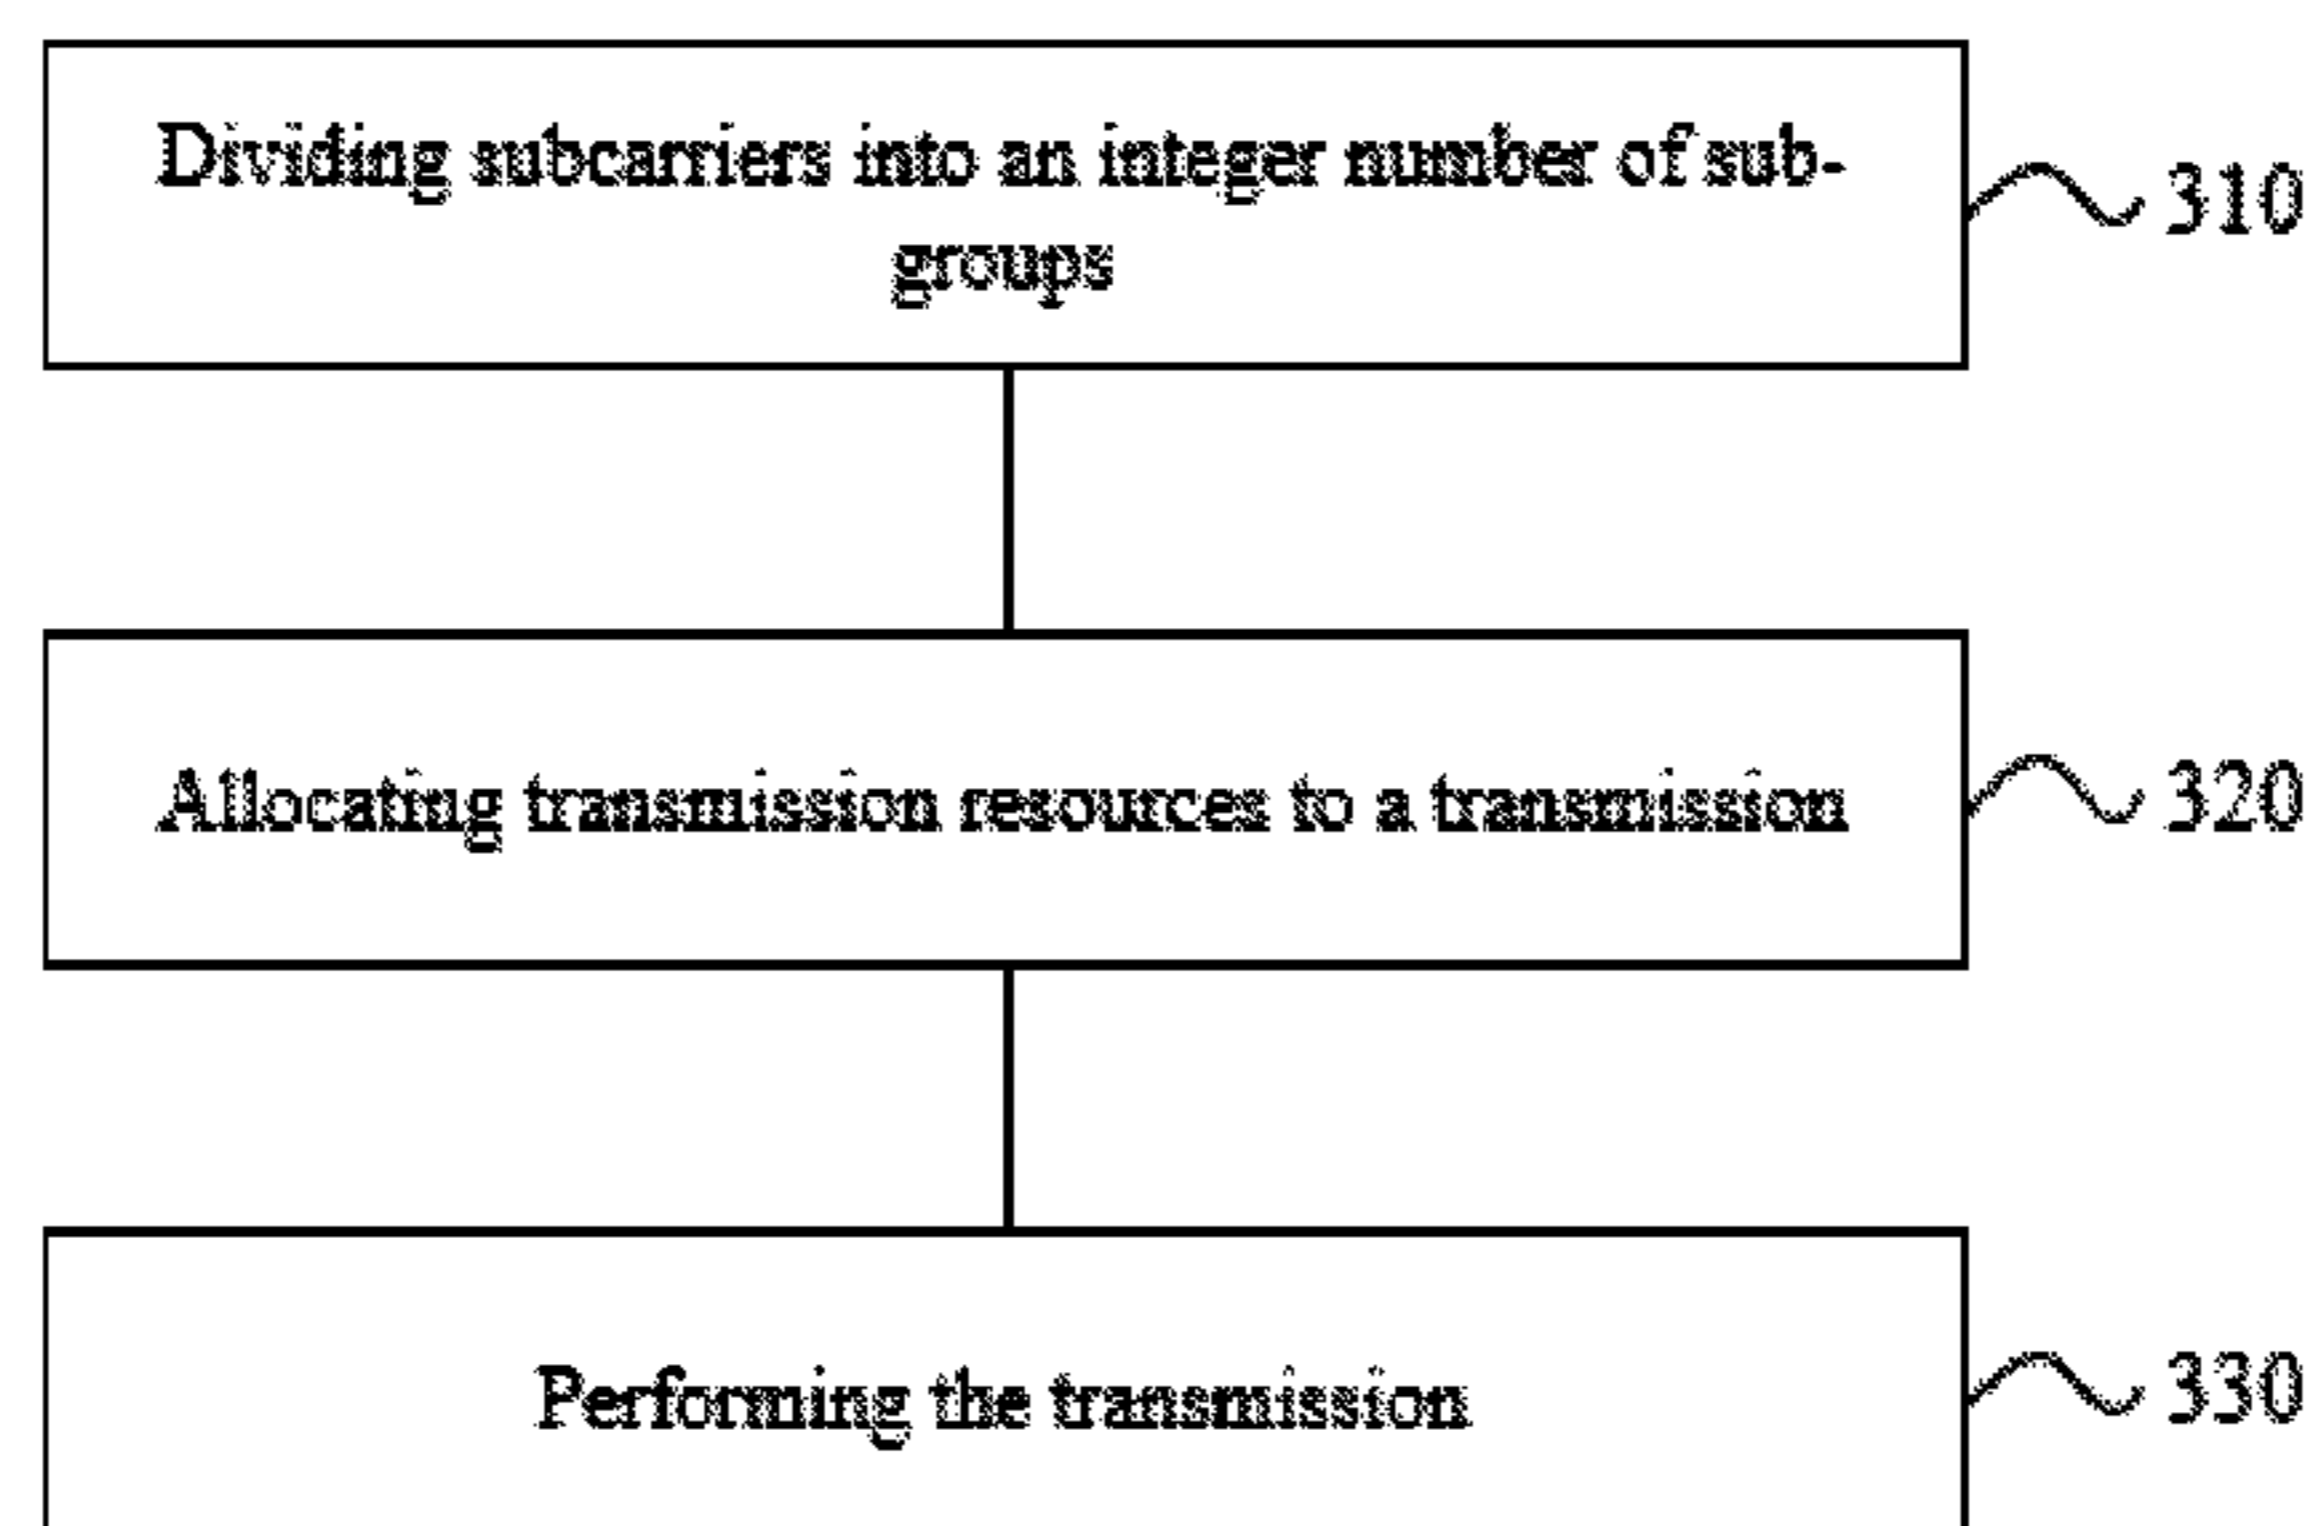 Dividing subcarriers into an integer number of sub-
groups
310
Allocating transmission resources to a transmission
320
Performing the transmission
330